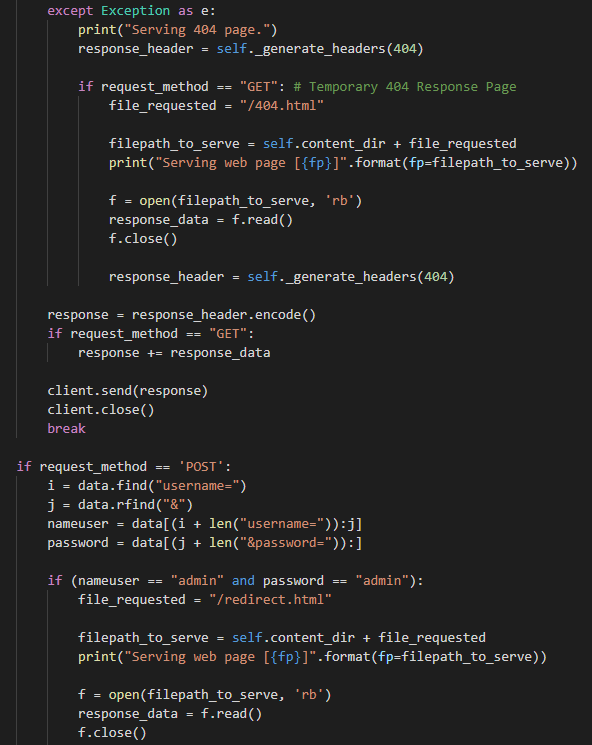 except Exception as e:
print("Serving 404 page.")
response_header = self._generate_headers(404)
if request_method == "GET": # Temporary 404 Response Page
file_requested = "/404.html"
filepath_to_serve = self.content_dir + file_requested
print("Serving web page [{fp}]".format(fp=filepath_to_serve))
f = open(filepath_to_serve, 'rb')
response_data = f.read()
f.close()
response_header = self._generate_headers(404)
response = response_header.encode()
if request_method == "GET":
response += response_data
client.send(response)
client.close()
break
if request_method == 'POST':
i = data.find("username=")
j = data.rfind("&")
nameuser = data[(i + len("username=")):j]
password = data[(j + len("&password=")):]
if (nameuser == "admin" and password == "admin"):
file_requested = "/redirect.html"
filepath_to_serve = self.content_dir + file_requested
print("Serving web page [{fp}]".format(fp=filepath_to_serve))
f = open(filepath_to_serve, 'rb')
response_data = f.read()
f.close()